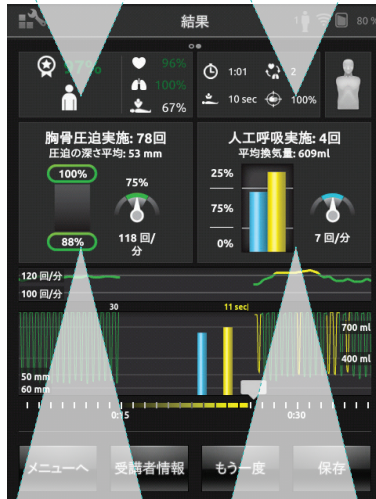 結果
80 %
97%
96%
100%
67%
1:01
2
10 sec
100%
胸骨圧迫実施: 78回
圧迫の深さ平均: 53 mm
100%
75%
88%
118 回/
分
人工呼吸実施: 4回
平均換気量: 609ml
25%
75%
0%
7 回/分
120 回/分
100 回/分
30
11 sec
700 ml
400 ml
50 mm
60 mm
0:15
0:30
メニューへ
受講者情報
もう一度
保存